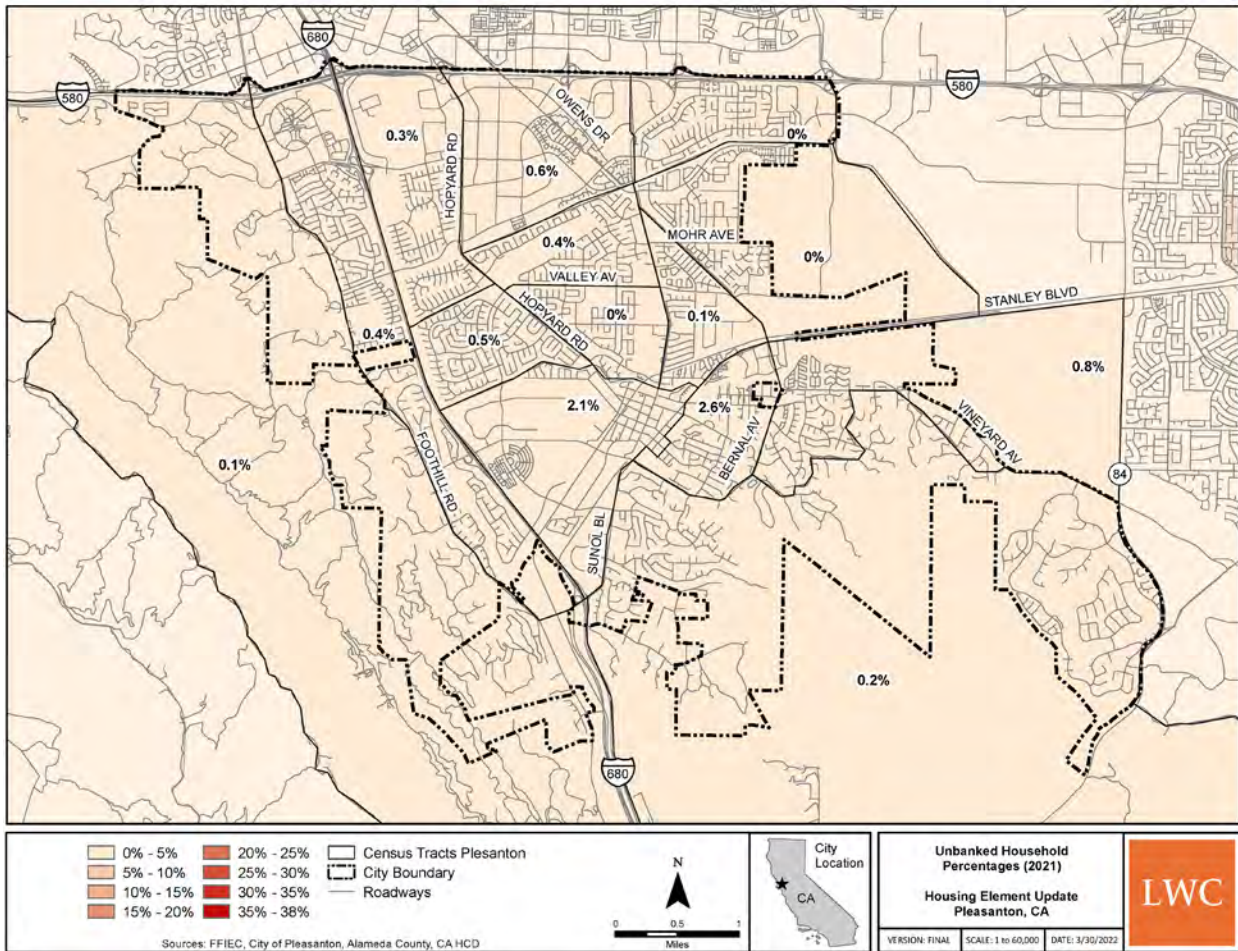 680
580
580
OWENS DR
0.3%
HOPYARD RD
0.6%
0%
0.4%
MOHR AVE
VALLEY AV
0%
HOPYARD RD
0%
0.1%
STANLEY BLVD
0.4%
0.5%
0.8%
2.1%
2.6%
BERNAL AV
VINEYARD AV
FOOTHILL RD
0.1%
84
SUNOL BL
0.2%
680
0% - 5%
5% - 10%
10% - 15%
15% - 20%
20% - 25%
25% - 30%
30% - 35%
35% - 38%
Census Tracts Plesanton
City Boundary
Roadways
Sources: FFIEC, City of Pleasanton, Alameda County, CA HCD
N
0 0.5 1
Miles
City
Location
CA
Unbanked Household
Percentages (2021)
Housing Element Update
Pleasanton, CA
VERSION: FINAL
SCALE: 1 to 60,000
DATE: 3/30/2022
LWC